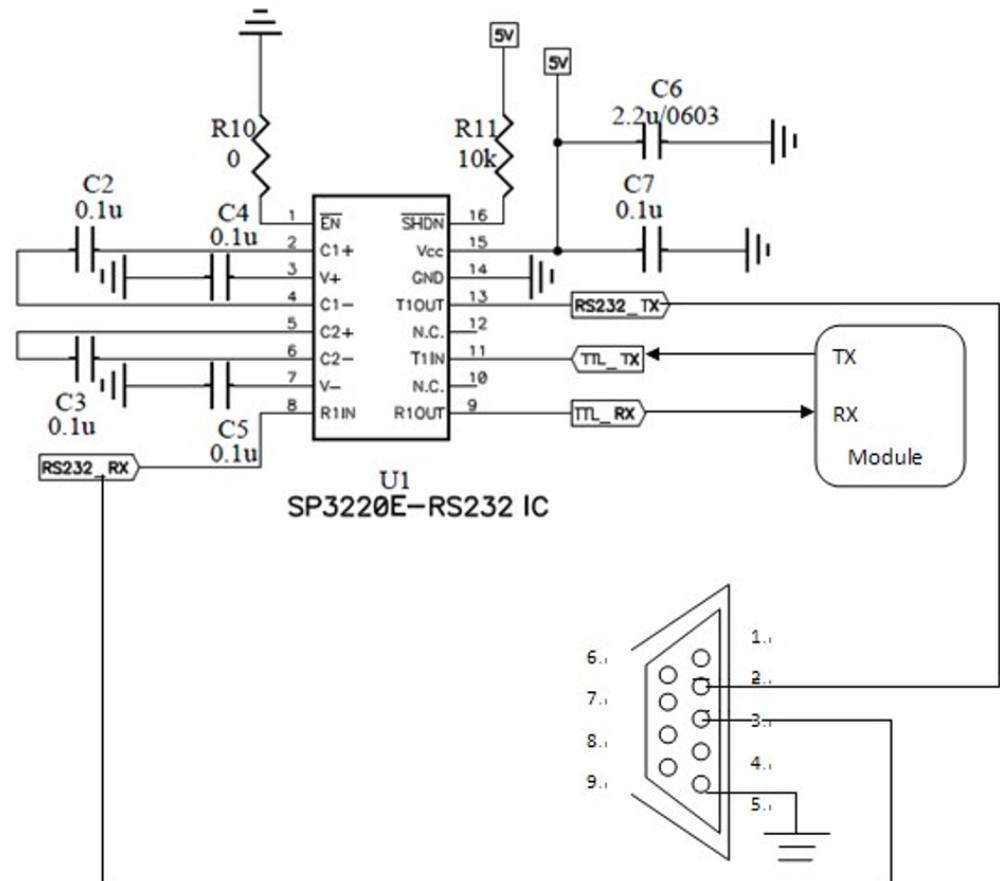 5V
5V
C6
2.2u/0603
R10
0
R11
10k
C2
0.1u
C4
0.1u
C7
0.1u
1 EN SHDN 16
2 C1+ Vcc 15
3 V+ GND 14
4 C1- T1OUT 13 RS232_TX
5 C2+ N.C. 12
6 C2- T1IN 11 TTL_TX TX
7 V- N.C. 10
8 R1IN R1OUT 9 TTL_RX RX
C3
0.1u
C5
0.1u
Module
RS232_RX
U1
SP3220E-RS232 IC
1.
6.
2.
7.
3.
8.
4.
9.
5.